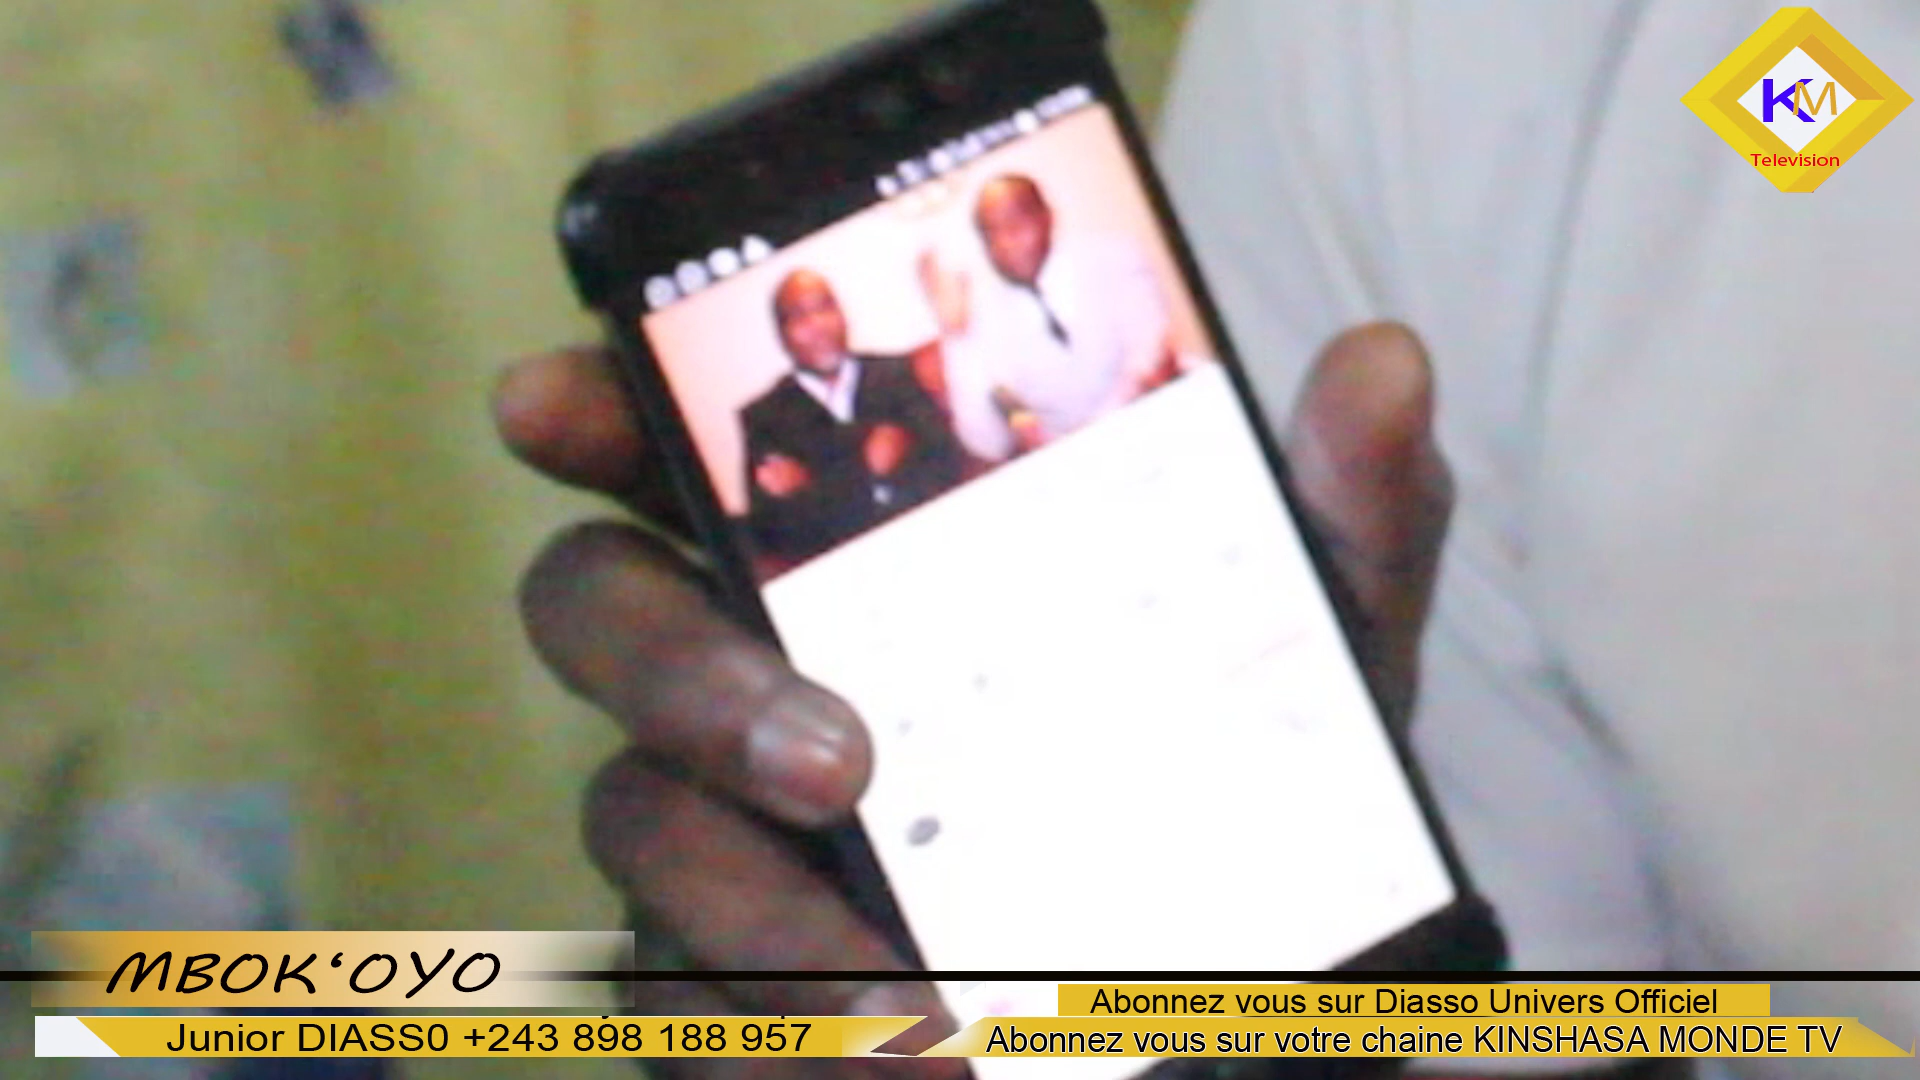 KM
Television
MBOK‘OYO
Junior DIASS0 +243 898 188 957
Abonnez vous sur Diasso Univers Officiel
Abonnez vous sur votre chaine KINSHASA MONDE TV